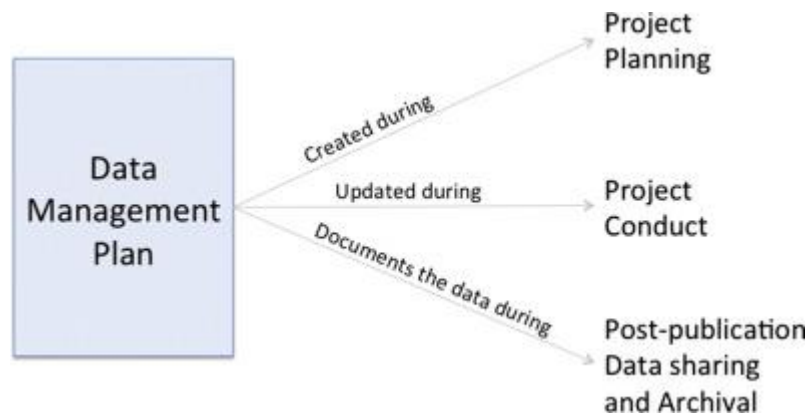 Data
Management
Plan
Created during
Project
Planning
Updated during
Project
Conduct
Documents the data during
Post-publication
Data sharing
and Archival